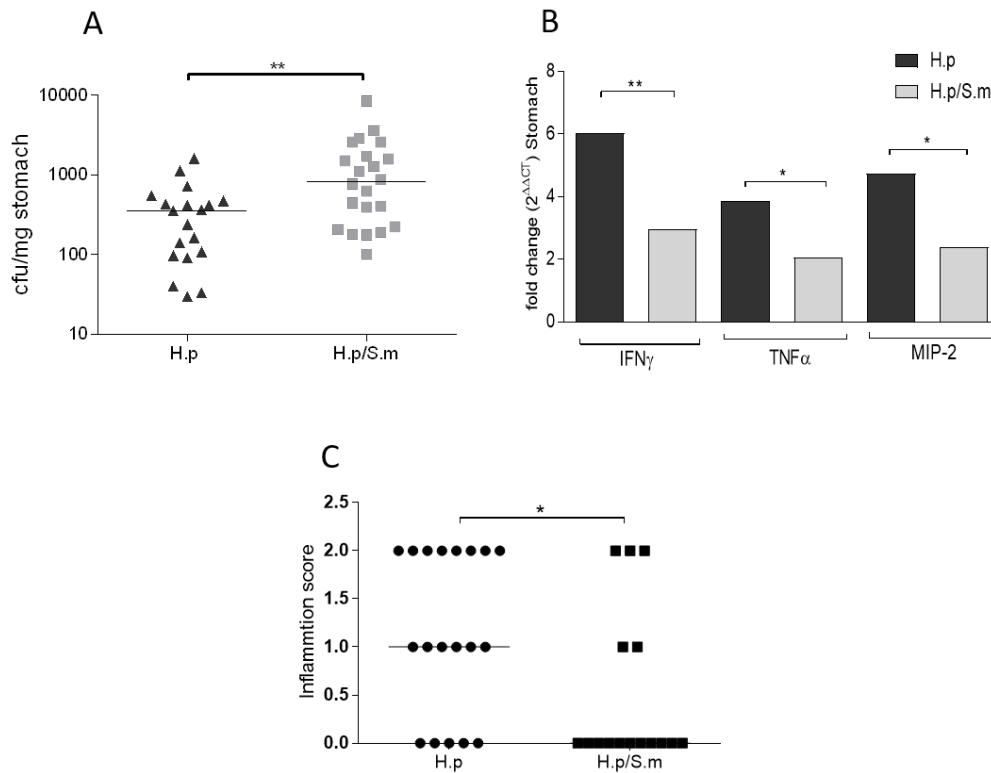 A
**
cfu/mg stomach
10000
1000
100
10
H.p
H.p/S.m
B
H.p
H.p/S.m
fold change (2^ΔΔCT) Stomach
8
6
4
2
0
**
*
*
IFNγ
TNFα
MIP-2
C
*
Inflammtion score
2.5
2.0
1.5
1.0
0.5
0.0
H.p
H.p/S.m